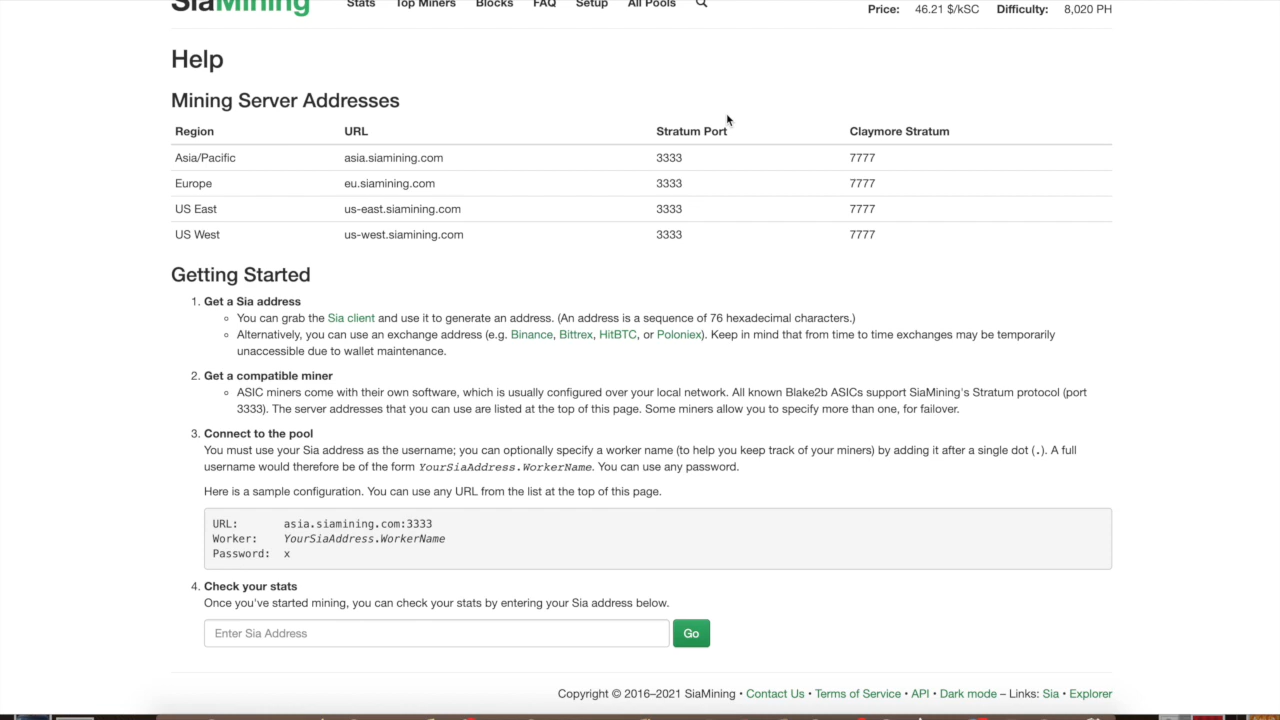 SiaMining Stats Top Miners Blocks FAQ Setup All Pools
Price: 46.21 $/kSC Difficulty: 8,020 PH
Help
Mining Server Addresses
Region URL Stratum Port Claymore Stratum
Asia/Pacific asia.siamining.com 3333 7777
Europe eu.siamining.com 3333 7777
US East us-east.siamining.com 3333 7777
US West us-west.siamining.com 3333 7777
Getting Started
1. Get a Sia address
◦ You can grab the Sia client and use it to generate an address. (An address is a sequence of 76 hexadecimal characters.)
◦ Alternatively, you can use an exchange address (e.g. Binance, Bittrex, HitBTC, or Poloniex). Keep in mind that from time to time exchanges may be temporarily
unaccessible due to wallet maintenance.
2. Get a compatible miner
◦ ASIC miners come with their own software, which is usually configured over your local network. All known Blake2b ASICs support SiaMining's Stratum protocol (port
3333). The server addresses that you can use are listed at the top of this page. Some miners allow you to specify more than one, for failover.
3. Connect to the pool
You must use your Sia address as the username; you can optionally specify a worker name (to help you keep track of your miners) by adding it after a single dot (.). A full
username would therefore be of the form YourSiaAddress.WorkerName. You can use any password.
Here is a sample configuration. You can use any URL from the list at the top of this page.
URL: asia.siamining.com:3333
Worker: YourSiaAddress.WorkerName
Password: x
4. Check your stats
Once you've started mining, you can check your stats by entering your Sia address below.
Enter Sia Address Go
Copyright © 2016–2021 SiaMining • Contact Us • Terms of Service • API • Dark mode – Links: Sia • Explorer